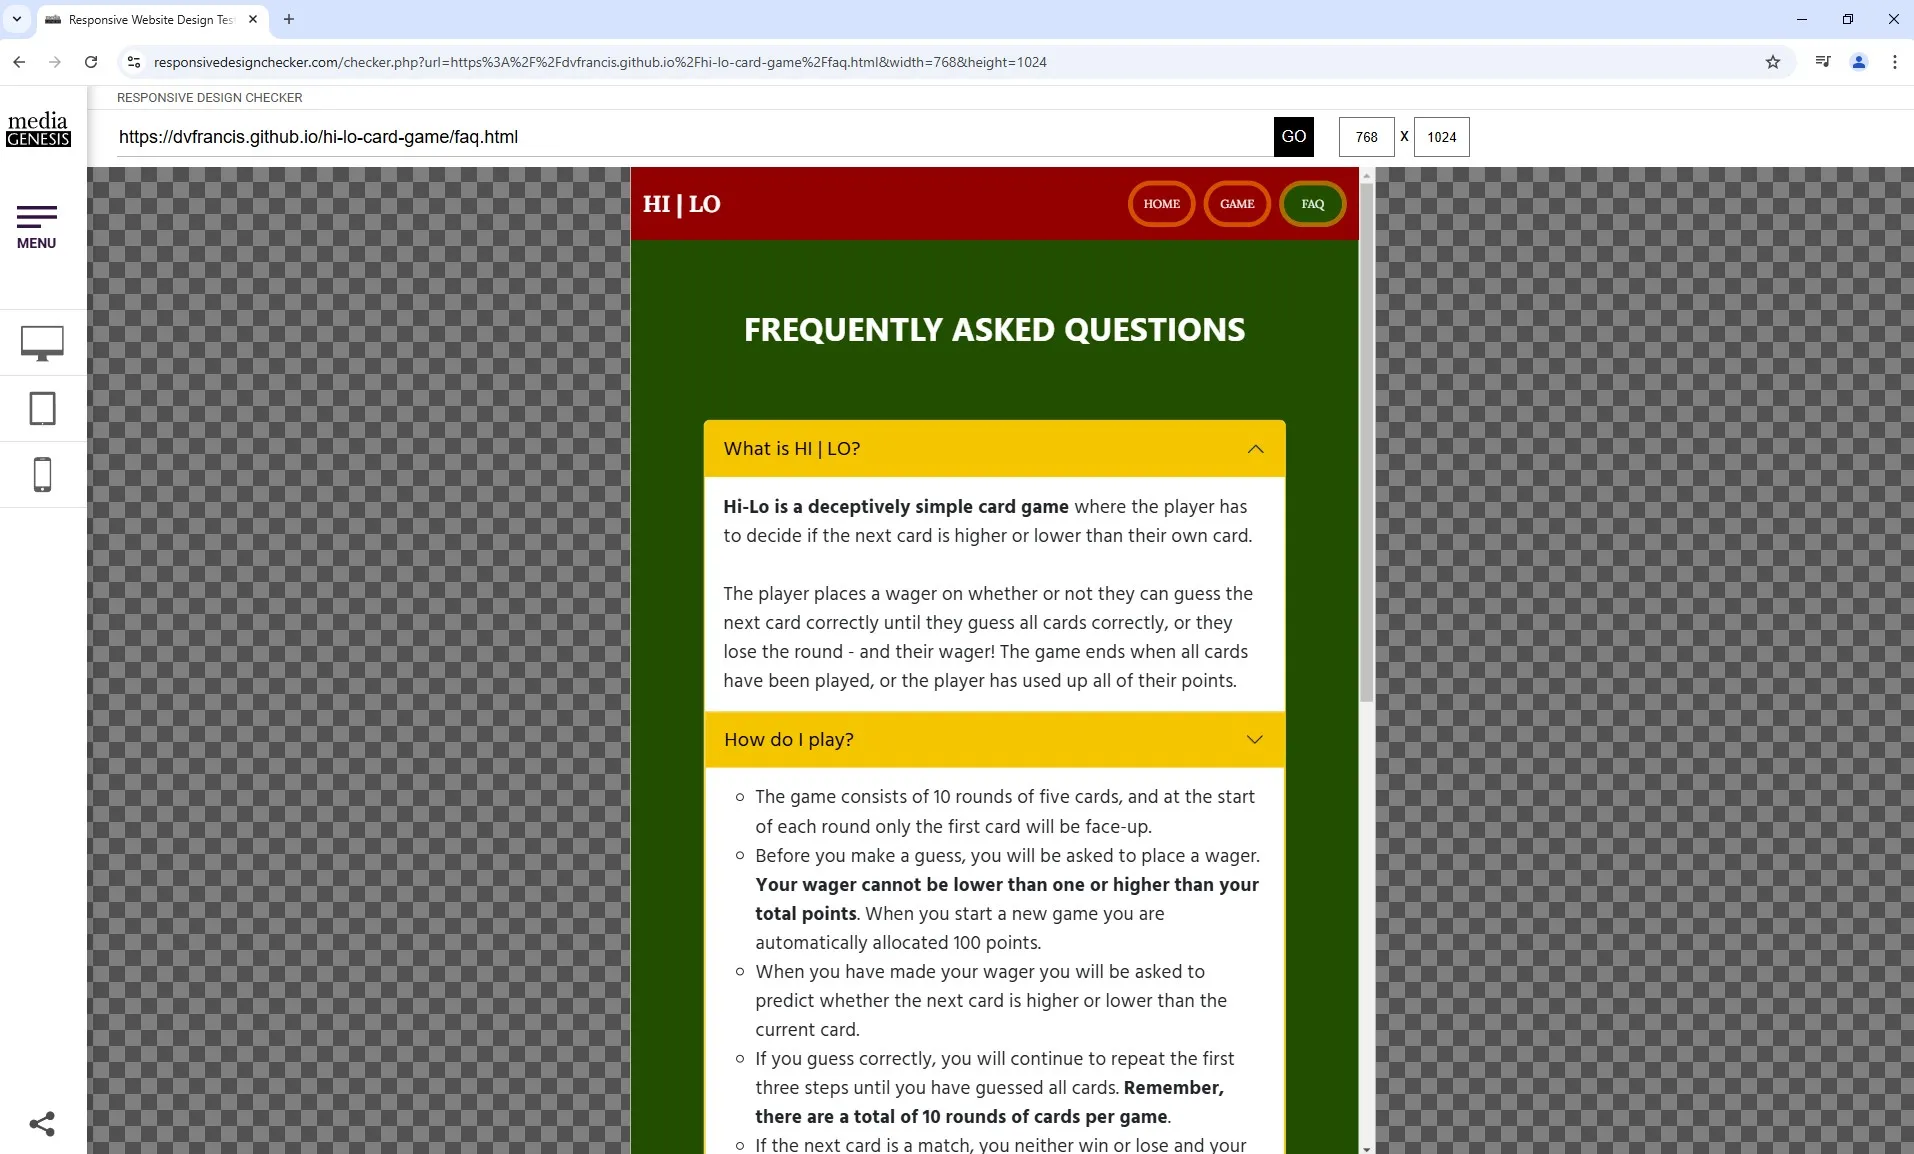 Responsive Website Design Tes
responsivedesignchecker.com/checker.php?url=https%3A%2F%2Fdvfrancis.github.io%2Fhi-lo-card-game%2Ffaq.html&width=768&height=1024
RESPONSIVE DESIGN CHECKER
media
GENESIS
https://dvfrancis.github.io/hi-lo-card-game/faq.html
GO
768
X
1024
MENU
HI | LO
HOME
GAME
FAQ
FREQUENTLY ASKED QUESTIONS
What is HI | LO?
Hi-Lo is a deceptively simple card game where the player has
to decide if the next card is higher or lower than their own card.
The player places a wager on whether or not they can guess the
next card correctly until they guess all cards correctly, or they
lose the round - and their wager! The game ends when all cards
have been played, or the player has used up all of their points.
How do I play?
The game consists of 10 rounds of five cards, and at the start
of each round only the first card will be face-up.
Before you make a guess, you will be asked to place a wager.
Your wager cannot be lower than one or higher than your
total points. When you start a new game you are
automatically allocated 100 points.
When you have made your wager you will be asked to
predict whether the next card is higher or lower than the
current card.
If you guess correctly, you will continue to repeat the first
three steps until you have guessed all cards. Remember,
there are a total of 10 rounds of cards per game.
If the next card is a match, you neither win or lose and your